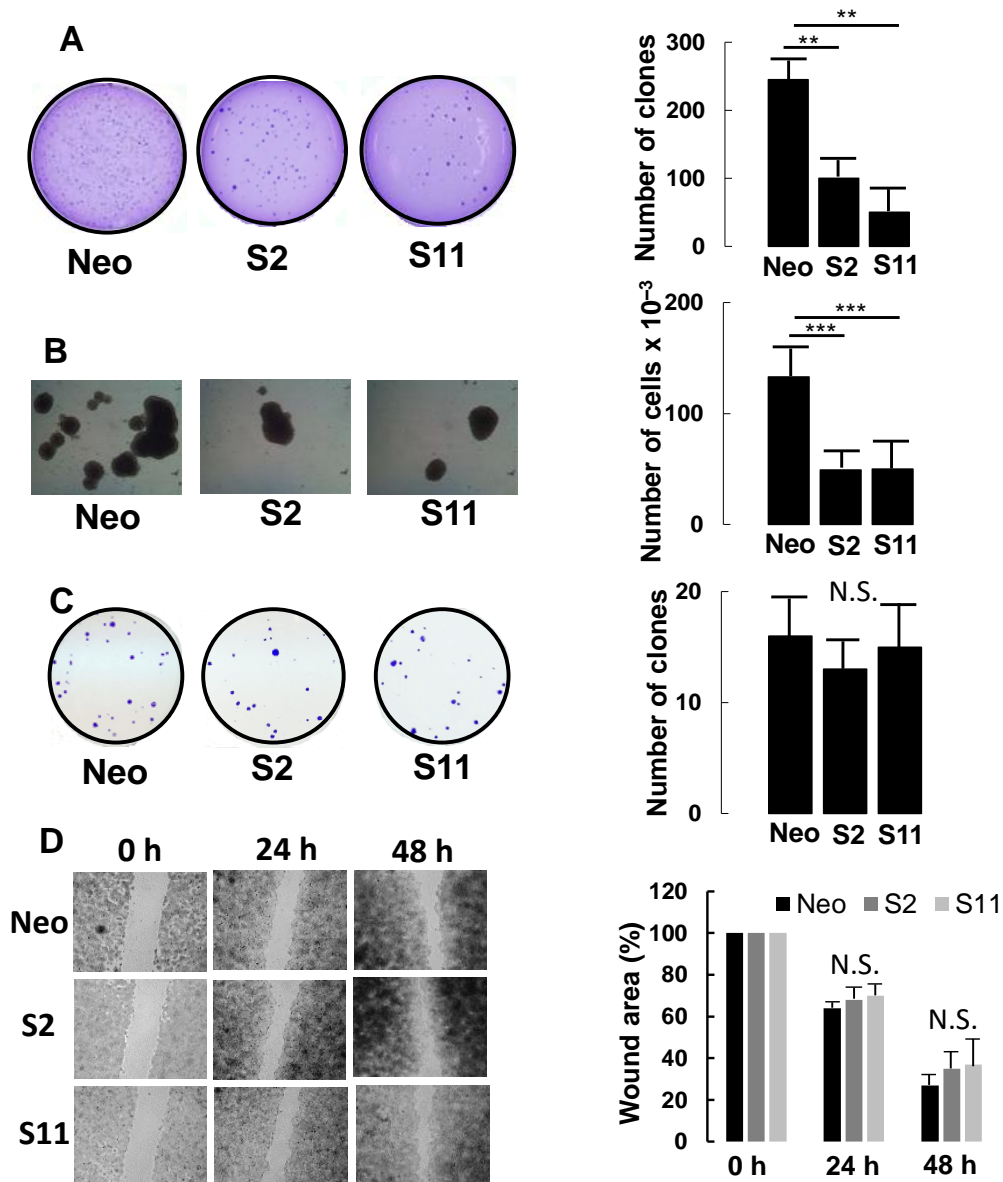 A
Neo
S2
S11
Number of clones
300
200
100
0
**
**
Neo
S2
S11
B
Neo
S2
S11
Number of cells x 10⁻³
200
100
0
***
***
Neo
S2
S11
C
Neo
S2
S11
Number of clones
20
10
0
N.S.
Neo
S2
S11
D
0 h
24 h
48 h
Neo
S2
S11
Wound area (%)
120
100
80
60
40
20
0
Neo S2 S11
N.S.
N.S.
0 h
24 h
48 h